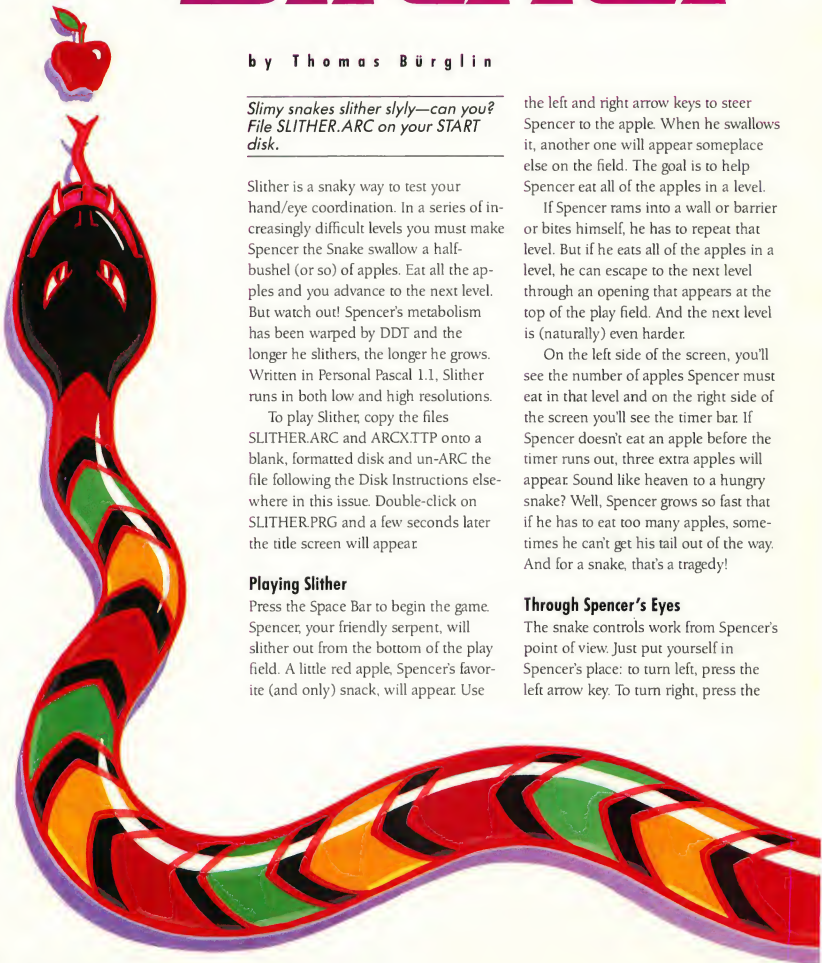 by Thomas Bürglin
Slimy snakes slither slyly—can you?
File SLITHER.ARC on your START
disk.
Slither is a snaky way to test your
hand/eye coordination. In a series of in-
creasingly difficult levels you must make
Spencer the Snake swallow a half-
bushel (or so) of apples. Eat all the ap-
ples and you advance to the next level.
But watch out! Spencer's metabolism
has been warped by DDT and the
longer he slithers, the longer he grows.
Written in Personal Pascal 1.1, Slither
runs in both low and high resolutions.
To play Slither, copy the files
SLITHER.ARC and ARCX.TTP onto a
blank, formatted disk and un-ARC the
file following the Disk Instructions else-
where in this issue. Double-click on
SLITHER.PRG and a few seconds later
the title screen will appear.
Playing Slither
Press the Space Bar to begin the game.
Spencer, your friendly serpent, will
slither out from the bottom of the play
field. A little red apple, Spencer's favor-
ite (and only) snack, will appear. Use
the left and right arrow keys to steer
Spencer to the apple. When he swallows
it, another one will appear someplace
else on the field. The goal is to help
Spencer eat all of the apples in a level.
If Spencer rams into a wall or barrier
or bites himself, he has to repeat that
level. But if he eats all of the apples in a
level, he can escape to the next level
through an opening that appears at the
top of the play field. And the next level
is (naturally) even harder.
On the left side of the screen, you'll
see the number of apples Spencer must
eat in that level and on the right side of
the screen you'll see the timer bar. If
Spencer doesn't eat an apple before the
timer runs out, three extra apples will
appear. Sound like heaven to a hungry
snake? Well, Spencer grows so fast that
if he has to eat too many apples, some-
times he can't get his tail out of the way.
And for a snake, that's a tragedy!
Through Spencer's Eyes
The snake controls work from Spencer's
point of view. Just put yourself in
Spencer's place: to turn left, press the
left arrow key. To turn right, press the